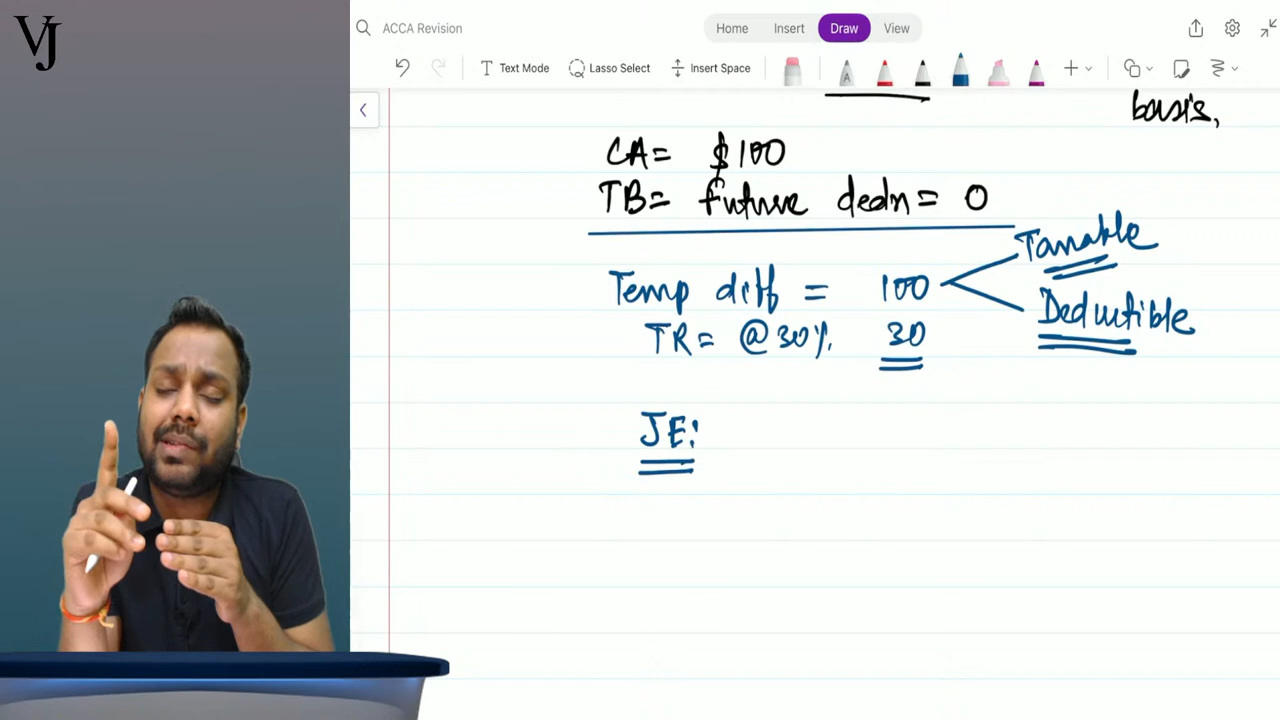 VJ
ACCA Revision
Home Insert Draw View
Text Mode Lasso Select Insert Space
A
basis,
CA = $100
TB = future dedn = 0
Temp diff = 100
Taxable
Deductible
TR = @30% 30
JE: